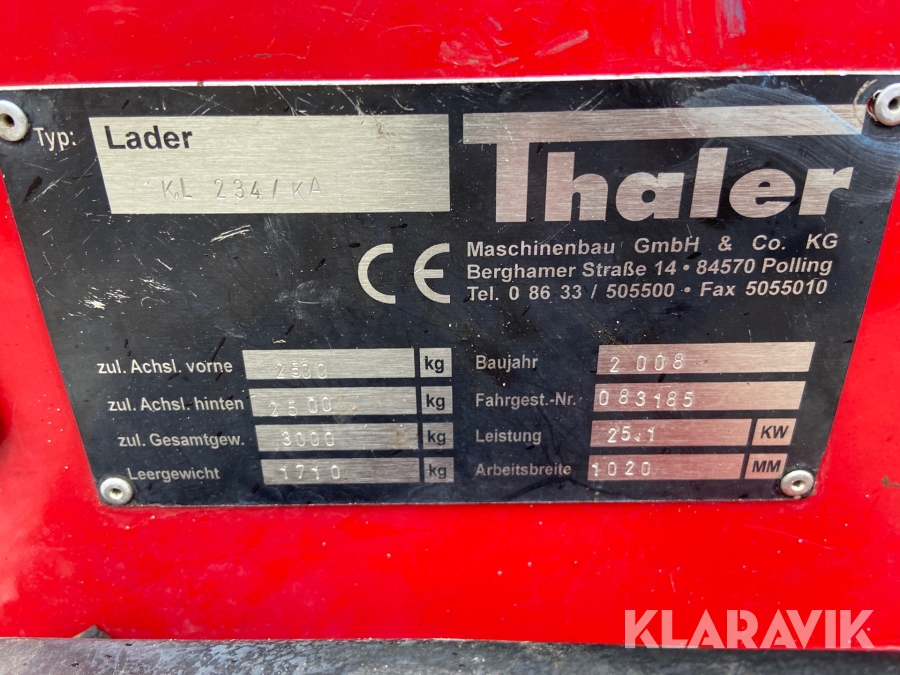 Typ: Lader
KL 234/KA
Thaler
Maschinenbau GmbH & Co. KG
Berghamer Straße 14 • 84570 Polling
Tel. 0 86 33 / 505500 • Fax 5055010
CE
zul. Achsl. vorne 2500 kg
zul. Achsl. hinten 2500 kg
zul. Gesamtgew. 3000 kg
Leergewicht 1710 kg
Baujahr 2008
Fahrgest.-Nr. 083185
Leistung 25.1 KW
Arbeitsbreite 1020 MM
KLARAVIK